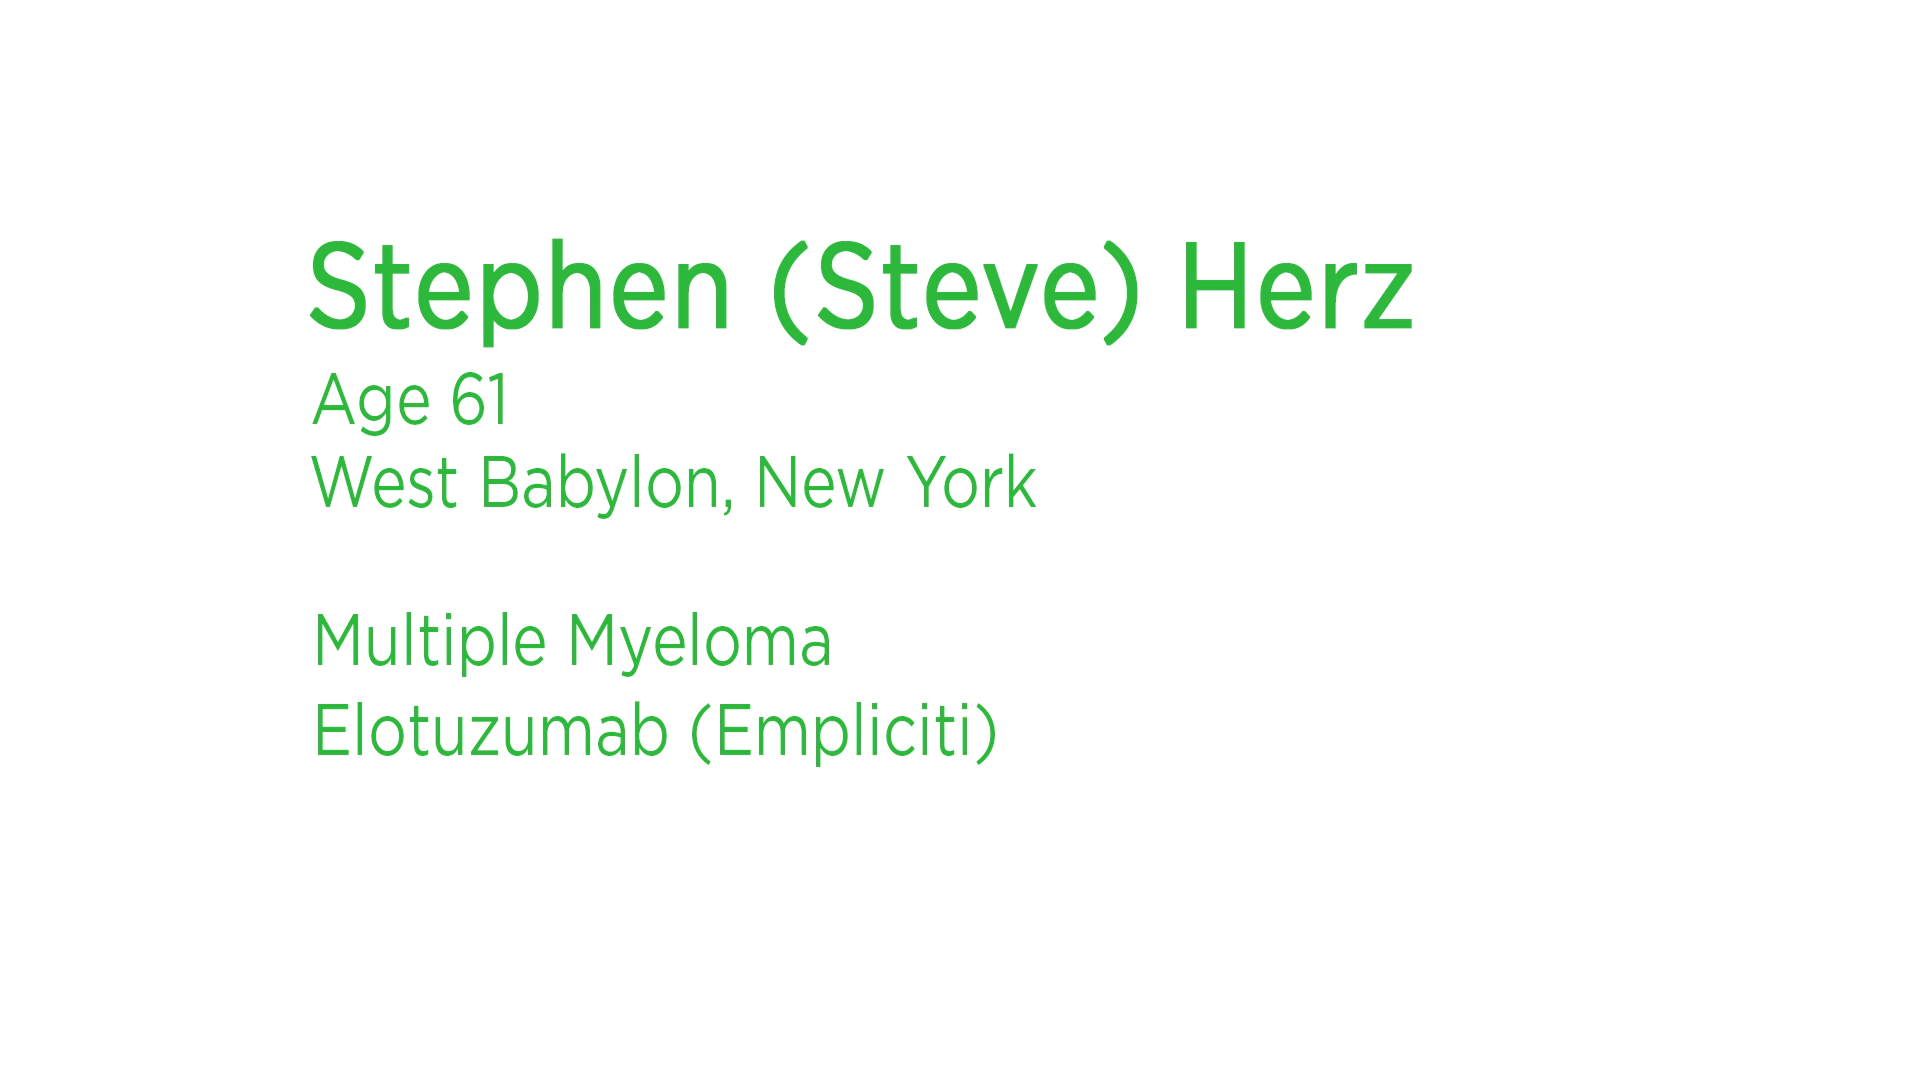 Stephen (Steve) Herz
Age 61
West Babylon, New York
Multiple Myeloma
Elotuzumab (Empliciti)